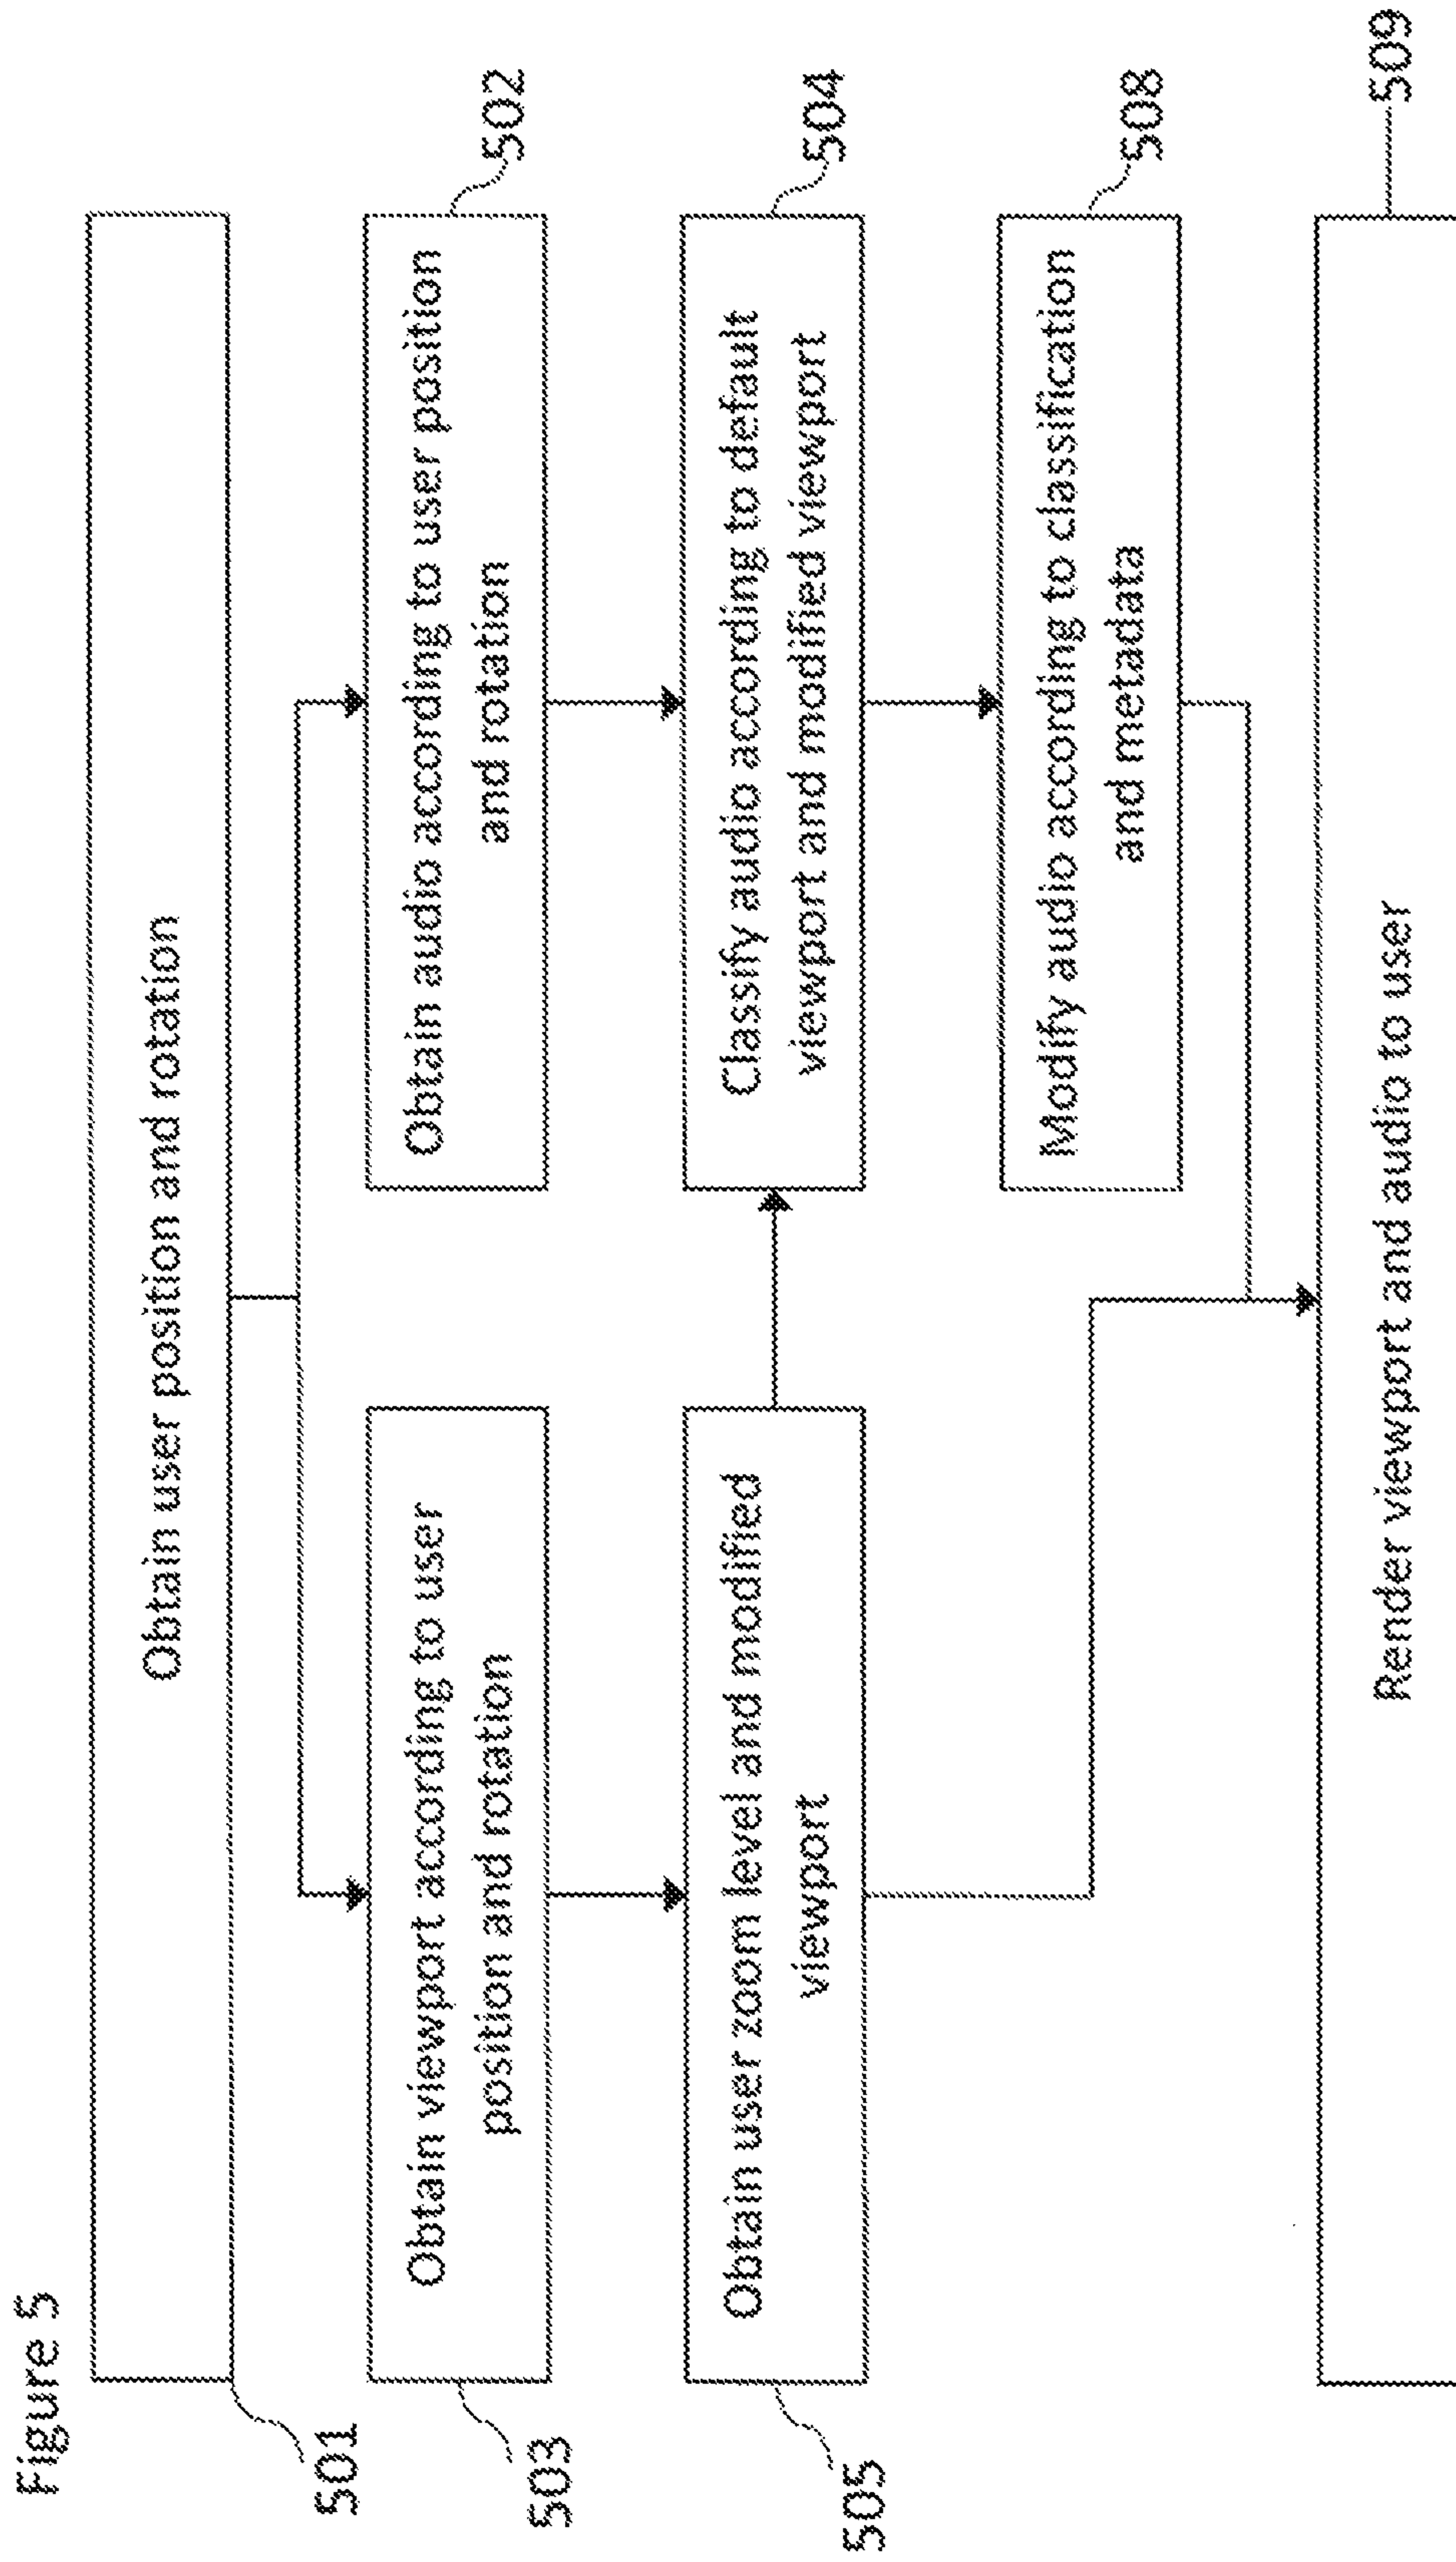 Figure 5
Obtain user position and rotation
501
Obtain viewport according to user
position and rotation
503
Obtain audio according to user position
and rotation
502
Obtain user zoom level and modified
viewport
505
Classify audio according to default
viewport and modified viewport
504
Modify audio according to classification
and metadata
508
Render viewport and audio to user
509